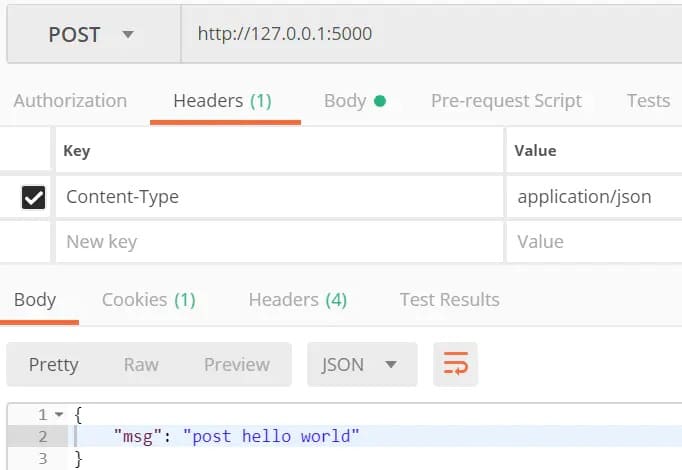 POST http://127.0.0.1:5000
Authorization Headers (1) Body Pre-request Script Tests
Key Value
Content-Type application/json
New key Value
Body Cookies (1) Headers (4) Test Results
Pretty Raw Preview JSON
1 {
2 "msg": "post hello world"
3 }